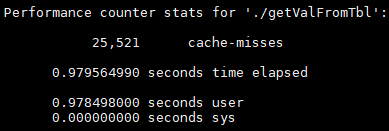 Performance counter stats for './getValFromTbl':
25,521 cache-misses
0.979564990 seconds time elapsed
0.978498000 seconds user
0.000000000 seconds sys